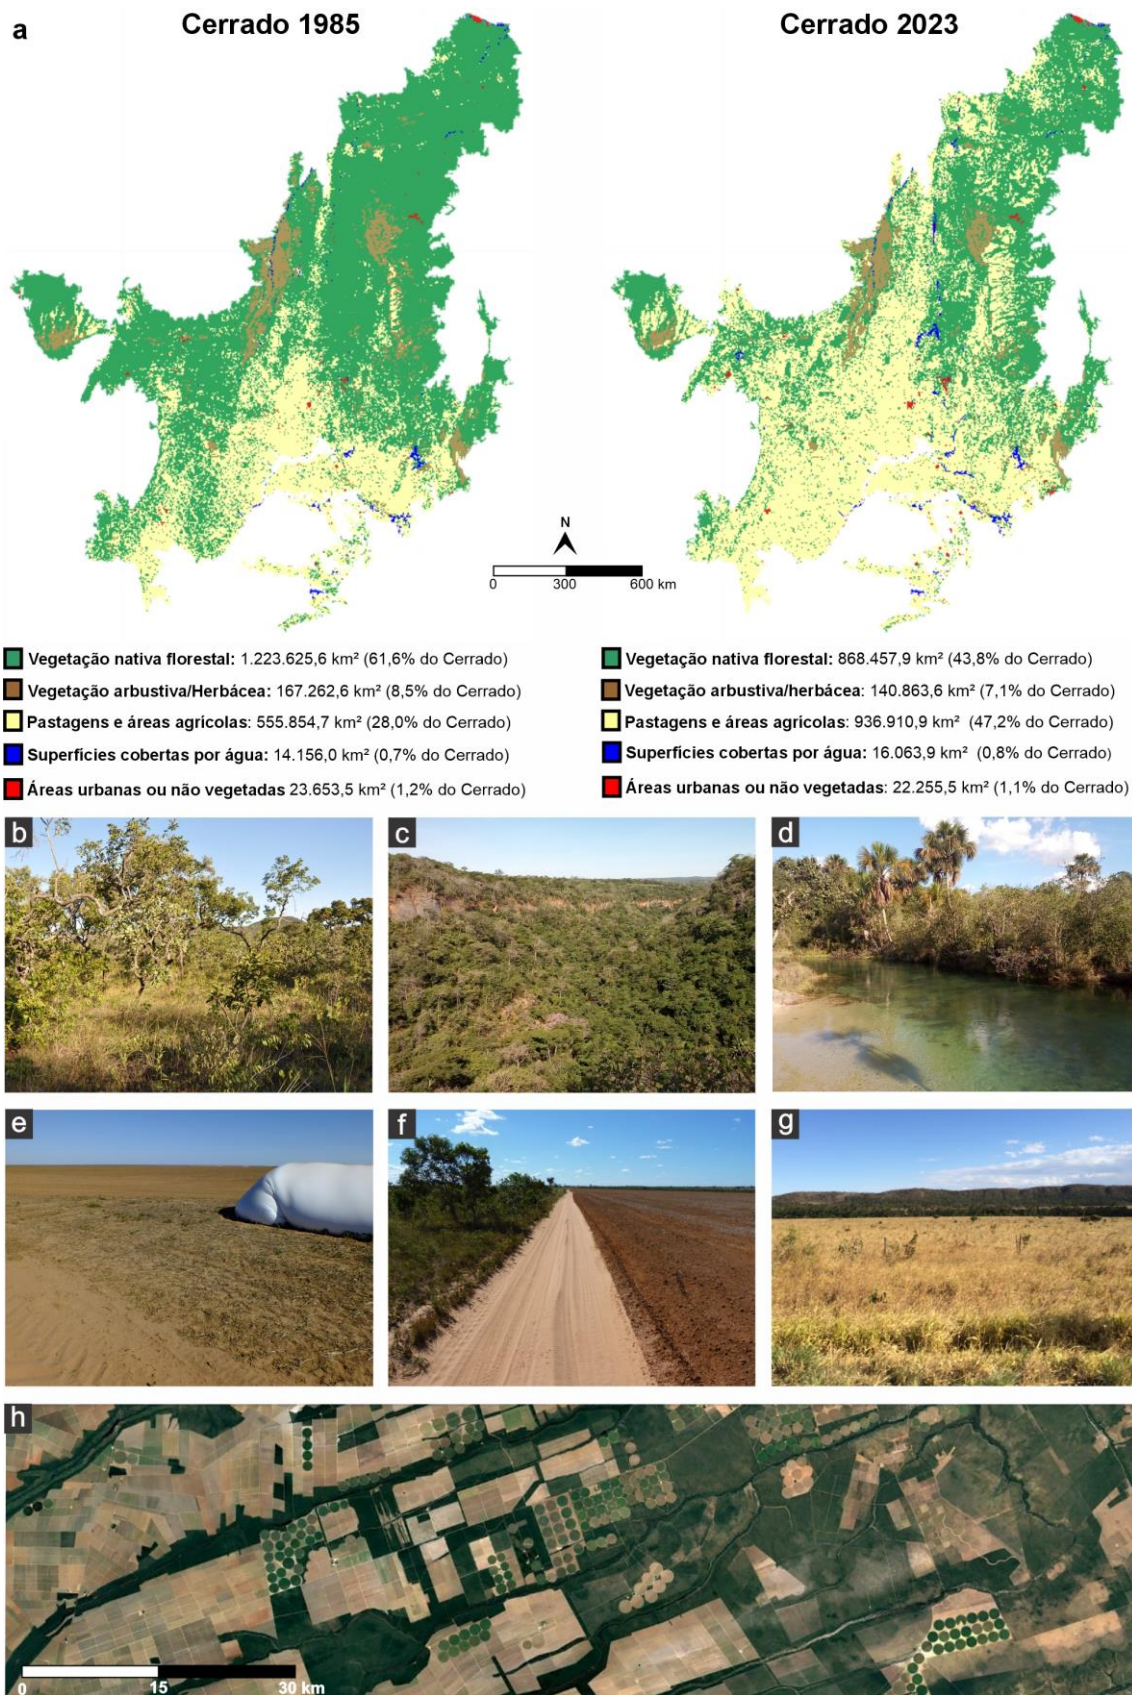 a
Cerrado 1985
Cerrado 2023
N
0 300 600 km
Vegetação nativa florestal: 1.223.625,6 km² (61,6% do Cerrado)
Vegetação arbustiva/Herbácea: 167.262,6 km² (8,5% do Cerrado)
Pastagens e áreas agrícolas: 555.854,7 km² (28,0% do Cerrado)
Superfícies cobertas por água: 14.156,0 km² (0,7% do Cerrado)
Áreas urbanas ou não vegetadas 23.653,5 km² (1,2% do Cerrado)
Vegetação nativa florestal: 868.457,9 km² (43,8% do Cerrado)
Vegetação arbustiva/herbácea: 140.863,6 km² (7,1% do Cerrado)
Pastagens e áreas agrícolas: 936.910,9 km² (47,2% do Cerrado)
Superfícies cobertas por água: 16.063,9 km² (0,8% do Cerrado)
Áreas urbanas ou não vegetadas: 22.255,5 km² (1,1% do Cerrado)
b
c
d
e
f
g
h
0 15 30 km